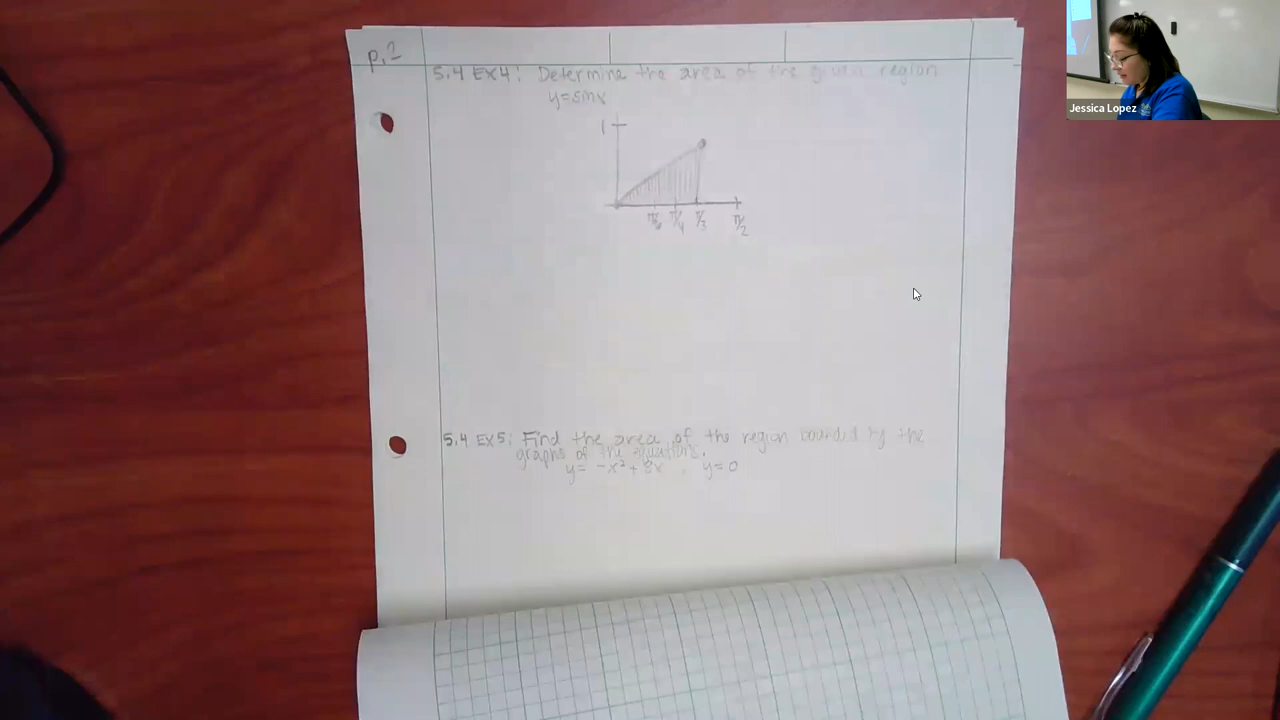 p.2
5.4 EX4: Determine the area of the given region
y=sinx
1
π/6 π/4 π/3 π/2
5.4 EX5: Find the area of the region bounded by the
graphs of the equations.
y= -x²+3x , y=0
Jessica Lopez